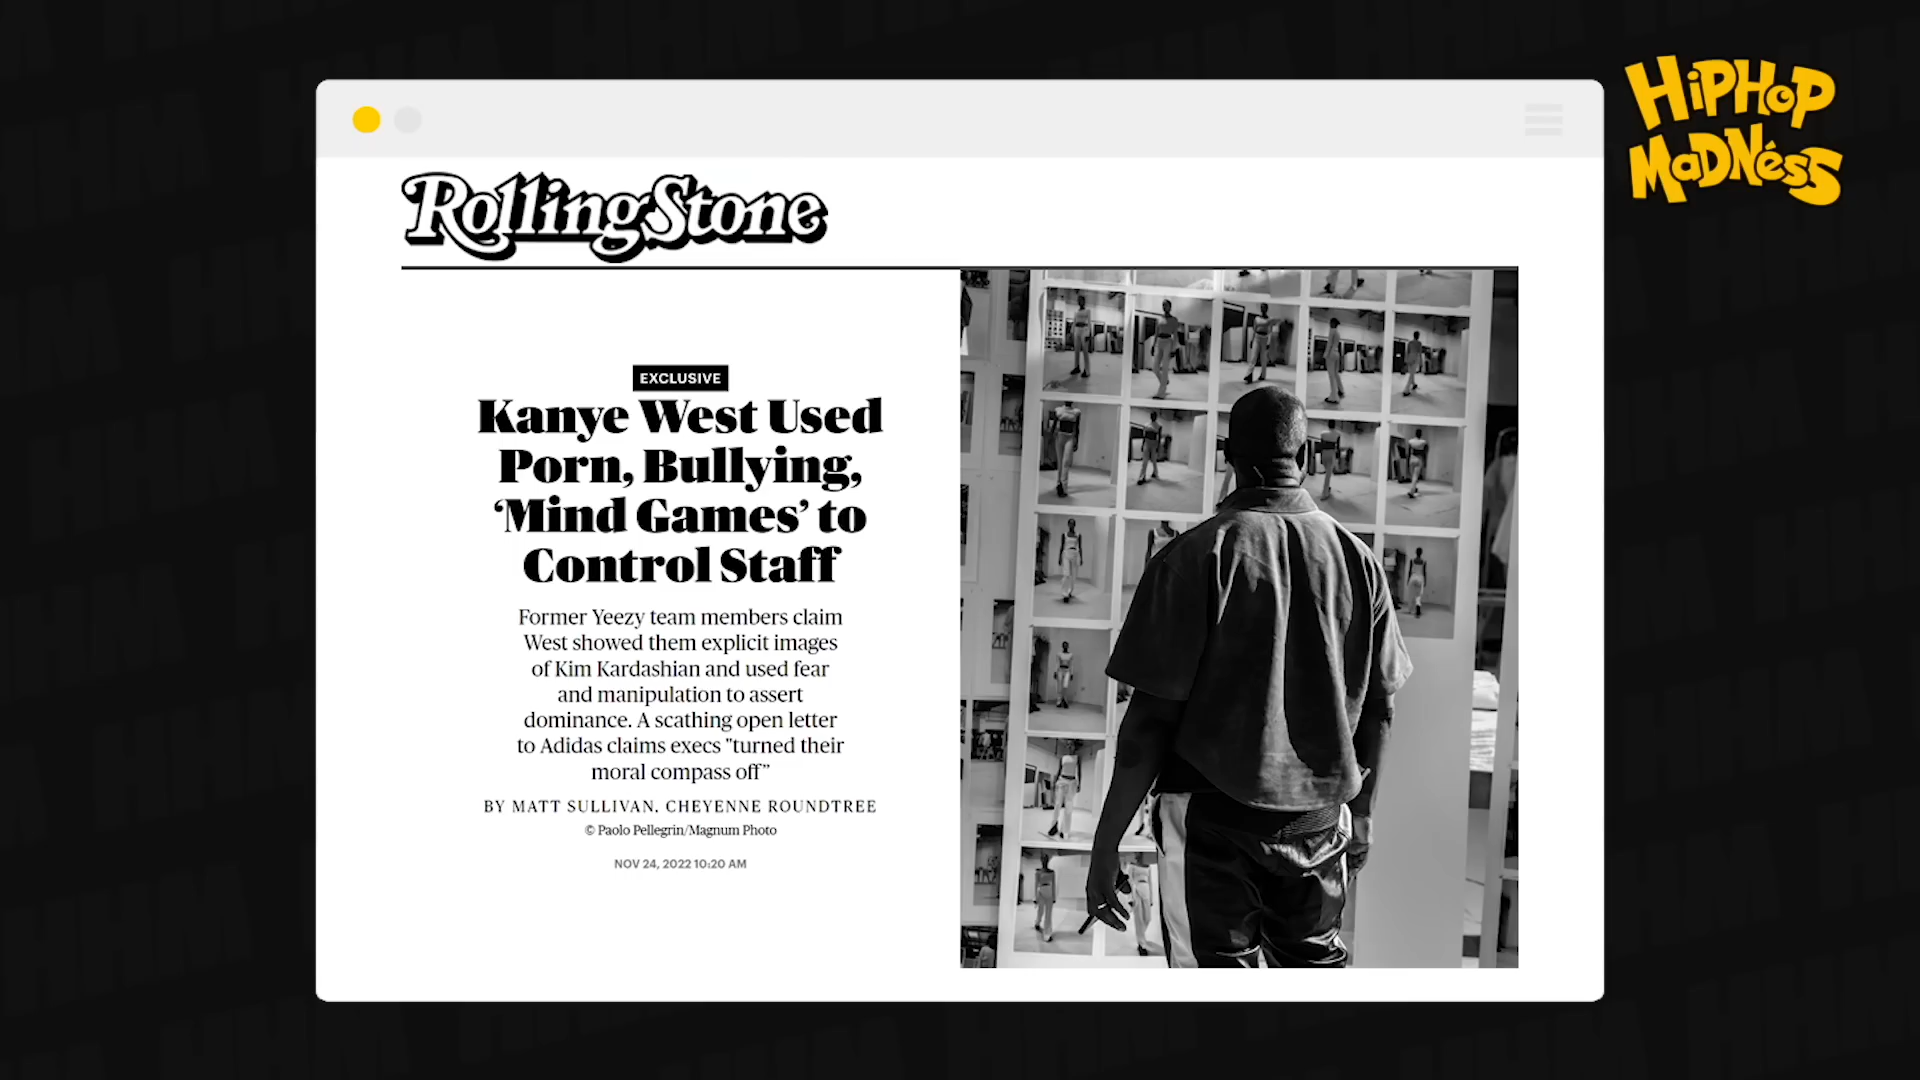 HiPHoP
MaDNéss
RollingStone
EXCLUSIVE
Kanye West Used
Porn, Bullying,
‘Mind Games’ to
Control Staff
Former Yeezy team members claim
West showed them explicit images
of Kim Kardashian and used fear
and manipulation to assert
dominance. A scathing open letter
to Adidas claims execs "turned their
moral compass off”
BY MATT SULLIVAN, CHEYENNE ROUNDTREE
© Paolo Pellegrin/Magnum Photo
NOV 24, 2022 10:20 AM